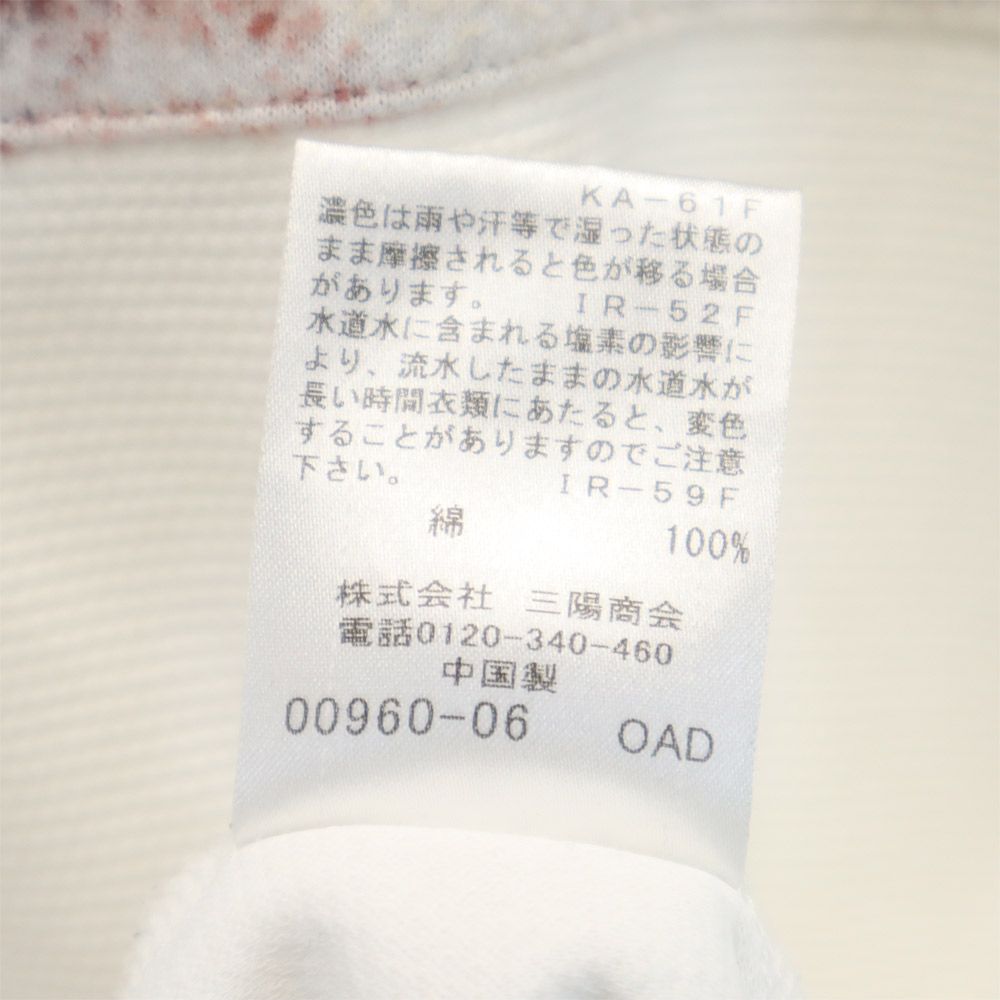 KA-61F
濃色は雨や汗等で湿った状態の
まま摩擦されると色が移る場合
があります。 IR-52F
水道水に含まれる塩素の影響に
より、流水したままの水道水が
長い時間衣類にあたると、変色
することがありますのでご注意
下さい。 IR-59F
綿 100%
株式会社 三陽商会
電話0120-340-460
中国製
00960-06 OAD